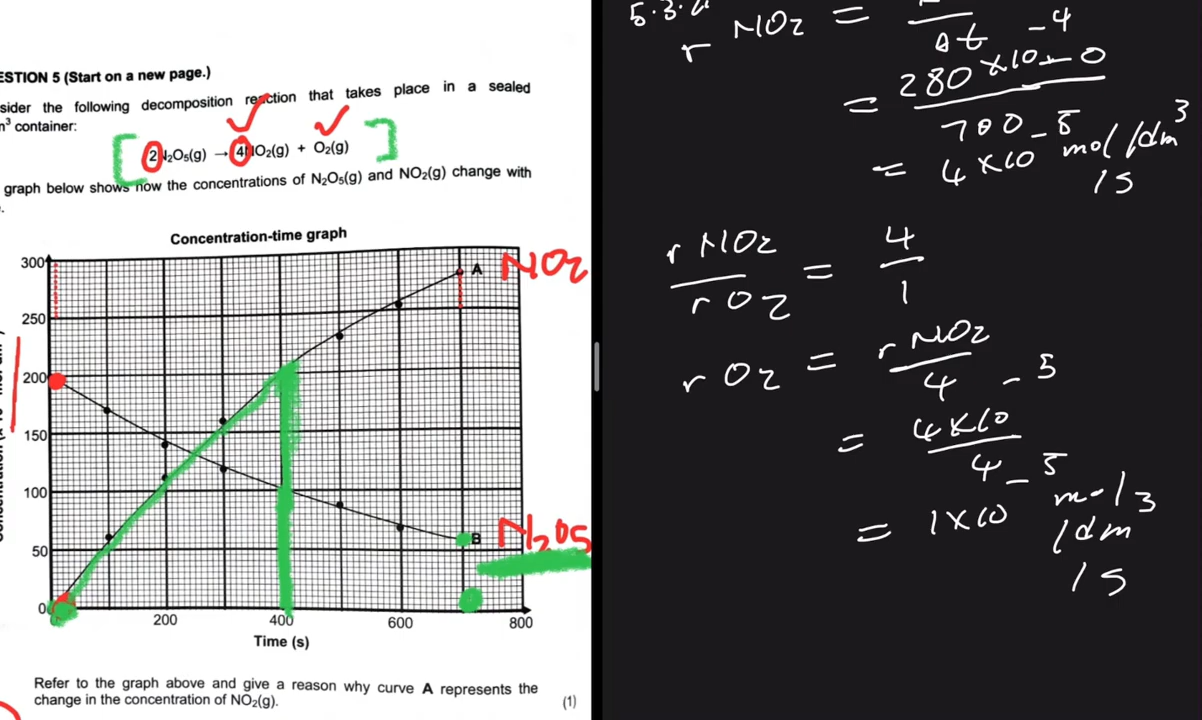 ESTION 5 (Start on a new page.)
sider the following decomposition reaction that takes place in a sealed
m³ container:
2N₂O₅(g) → 4NO₂(g) + O₂(g)
graph below shows how the concentrations of N₂O₅(g) and NO₂(g) change with
Concentration-time graph
300
250
200
150
100
50
0
A
NO₂
B
N₂O₅
200
400
600
800
Time (s)
Refer to the graph above and give a reason why curve A represents the
change in the concentration of NO₂(g).
(1)
r NO₂ =
Δt
= 280 × 10⁻⁴ - 0
700
= 4 × 10⁻⁵ mol/dm³
/s
r NO₂ = 4
r O₂ 1
r O₂ = r NO₂
4
= 4 × 10⁻⁵
4
= 1 × 10⁻⁵ mol
/dm³
/s